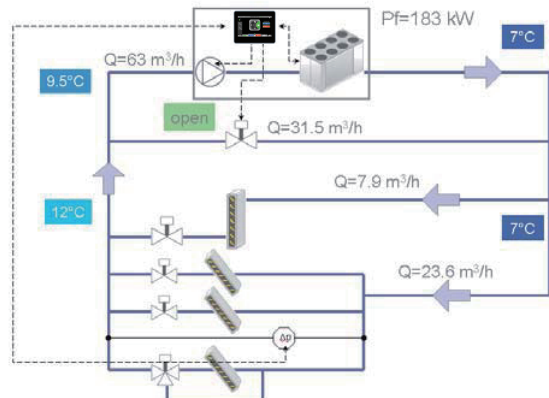 Pf=183 kW
7°C
Q=63 m³/h
9.5°C
open
Q=31.5 m³/h
Q=7.9 m³/h
12°C
7°C
Q=23.6 m³/h
Δp